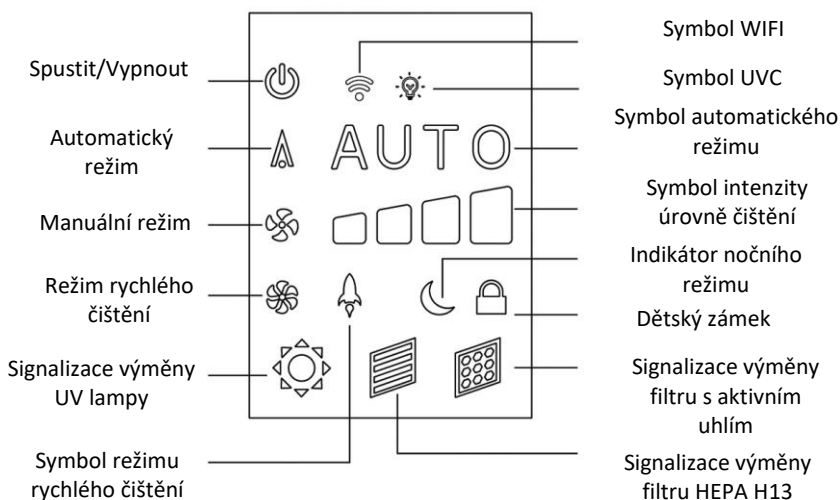 Spustit/Vypnout
Automatický
režim
Manuální režim
Režim rychlého
čištění
Signalizace výměny
UV lampy
Symbol režimu
rychlého čištění
AUTO
Symbol WIFI
Symbol UVC
Symbol automatického
režimu
Symbol intenzity
úrovně čištění
Indikátor nočního
režimu
Dětský zámek
Signalizace výměny
filtru s aktivním
uhlím
Signalizace výměny
filtru HEPA H13